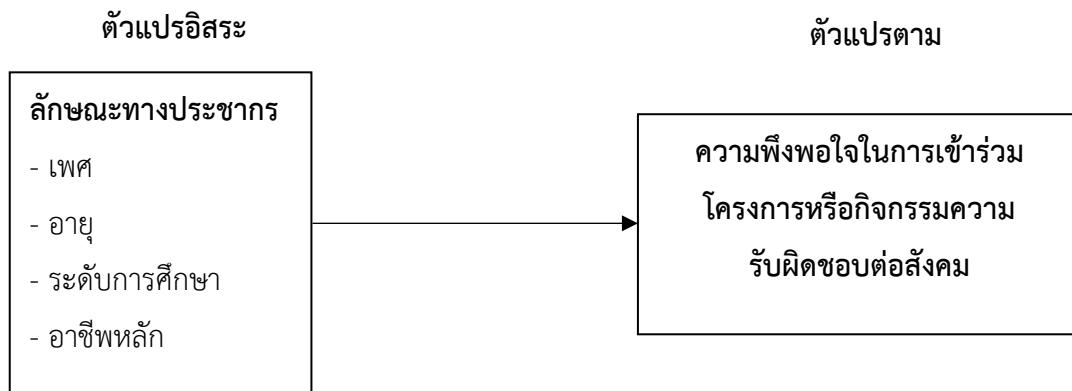 ตัวแปรอิสระ
ตัวแปรตาม
ลักษณะทางประชากร
- เพศ
- อายุ
- ระดับการศึกษา
- อาชีพหลัก
ความพึงพอใจในการเข้าร่วม
โครงการหรือกิจกรรมความ
รับผิดชอบต่อสังคม